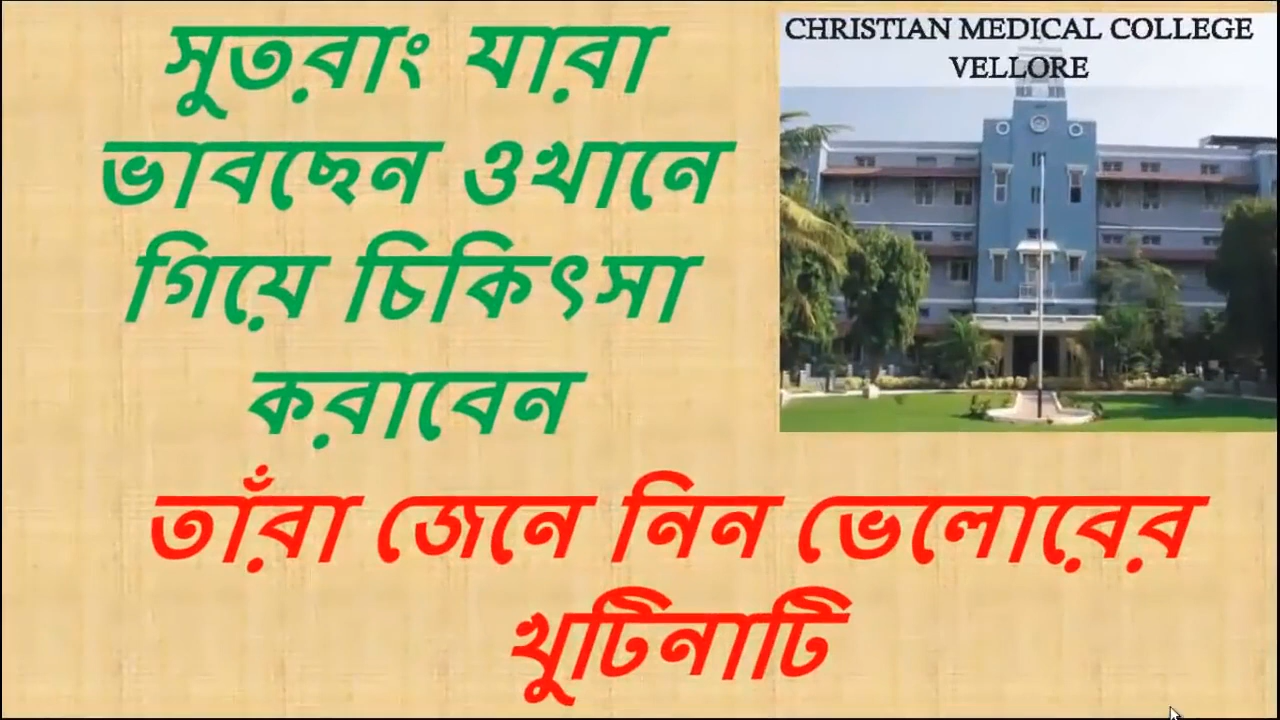 সুতরাং যারা
ভাবছেন ওখানে
গিয়ে চিকিৎসা
করাবেন
তাঁরা জেনে নিন ভেলোরের
খুটিনাটি
CHRISTIAN MEDICAL COLLEGE
VELLORE